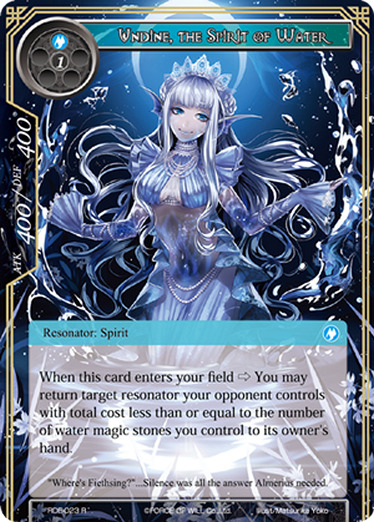 Undine, the Spirit of Water
1
ATK 400 / DEF 400
Resonator: Spirit
When this card enters your field ⇨ You may
return target resonator your opponent controls
with total cost less than or equal to the number
of water magic stones you control to its owner's
hand.
"Where's Fiethsing?"...Silence was all the answer Almerius needed.
RDE-023 R ©FORCE OF WILL Co.,Ltd. Illust/Matsurika Yoko